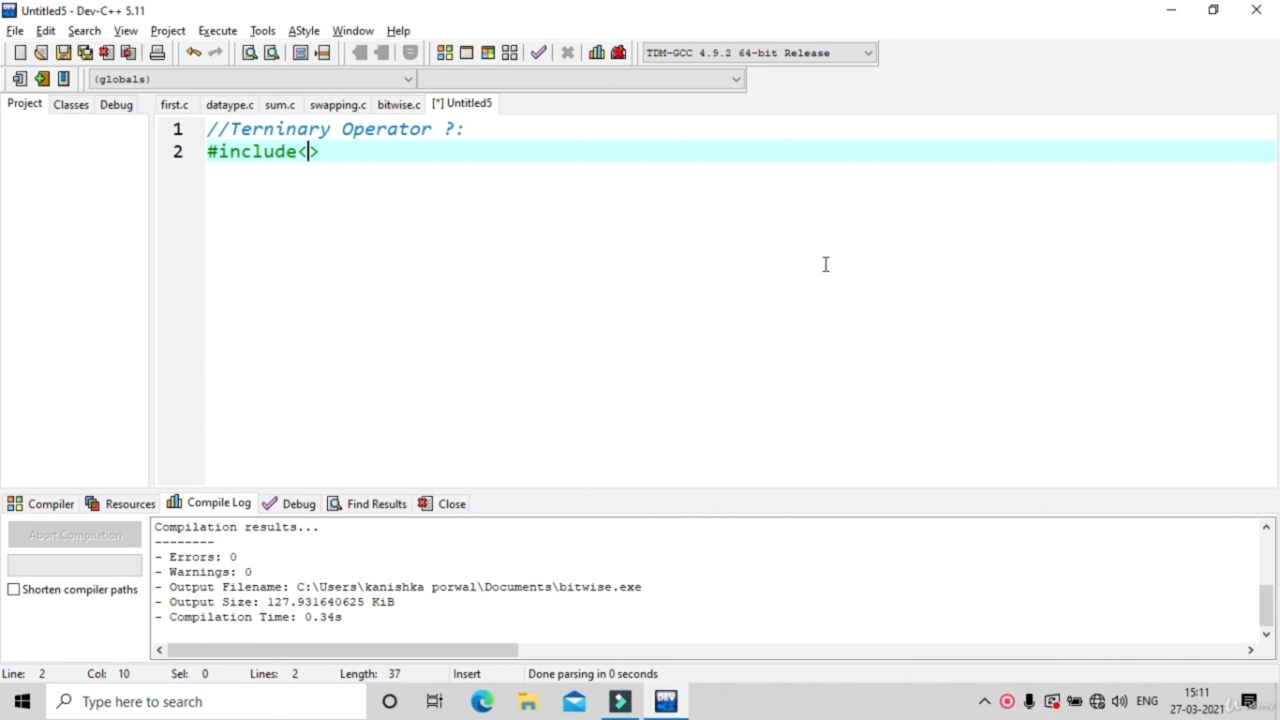 Untitled5 - Dev-C++ 5.11
File Edit Search View Project Execute Tools AStyle Window Help
TDM-GCC 4.9.2 64-bit Release
(globals)
Project Classes Debug first.c dataype.c sum.c swapping.c bitwise.c [*] Untitled5
1 //Terninary Operator ?:
2 #include<>
Compiler Resources Compile Log Debug Find Results Close
Abort Compilation
Shorten compiler paths
Compilation results...
--------
- Errors: 0
- Warnings: 0
- Output Filename: C:\Users\kanishka porwal\Documents\bitwise.exe
- Output Size: 127.931640625 KiB
- Compilation Time: 0.34s
Line: 2 Col: 10 Sel: 0 Lines: 2 Length: 37 Insert Done parsing in 0 seconds
Type here to search
DEV
ENG
15:11
27-03-2021